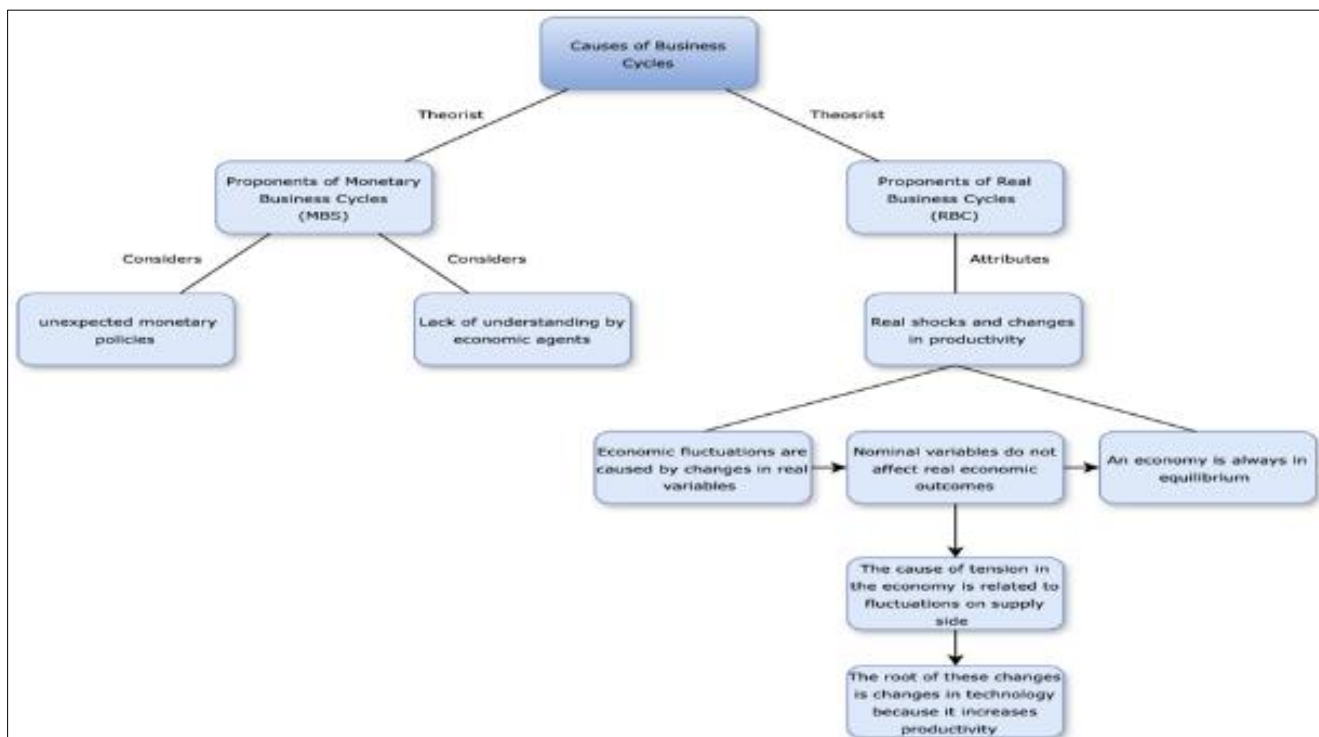 Causes of Business
Cycles
Theorist
Theosrist
Proponents of Monetary
Business Cycles
(MBS)
Proponents of Real
Business Cycles
(RBC)
Considers
Considers
Attributes
unexpected monetary
policies
Lack of understanding by
economic agents
Real shocks and changes
in productivity
Economic fluctuations are
caused by changes in real
variables
Nominal variables do not
affect real economic
outcomes
An economy is always in
equilibrium
The cause of tension in
the economy is related to
fluctuations on supply
side
The root of these changes
is changes in technology
because it increases
productivity